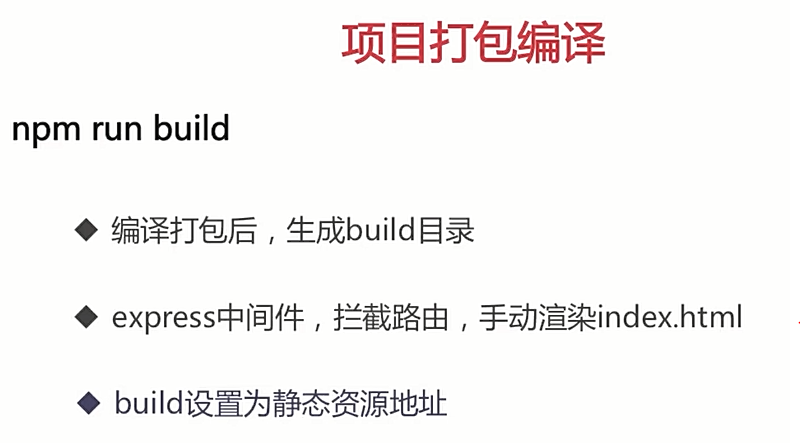 项目打包编译
npm run build
◆ 编译打包后，生成build目录
◆ express中间件，拦截路由，手动渲染index.html
◆ build设置为静态资源地址